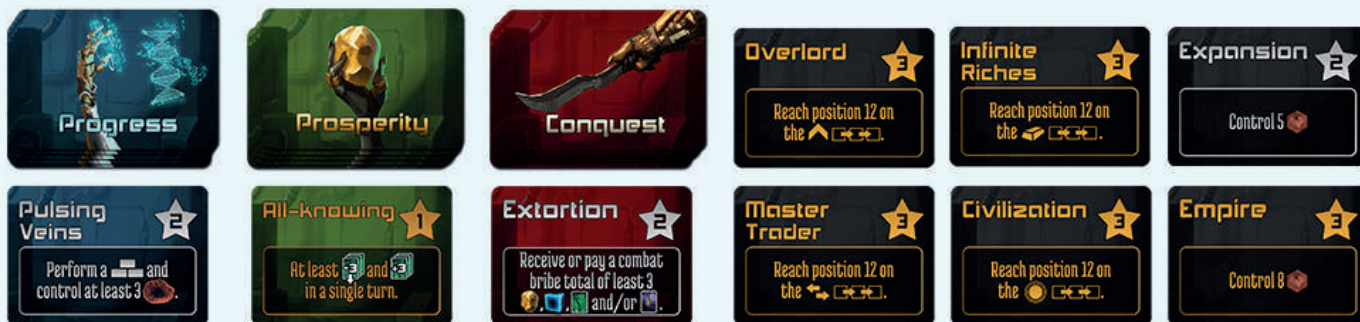 Progress
Prosperity
Conquest
Overlord
3
Reach position 12 on
the
Infinite
Riches
3
Reach position 12 on
the
Expansion
2
Control 5
Pulsing
Veins
2
Perform a and
control at least 3
All-knowing
1
At least -3 and +3
in a single turn.
Extortion
2
Receive or pay a combat
bribe total of least 3
, , and/or .
Master
Trader
3
Reach position 12 on
the
Civilization
3
Reach position 12 on
the
Empire
3
Control 8